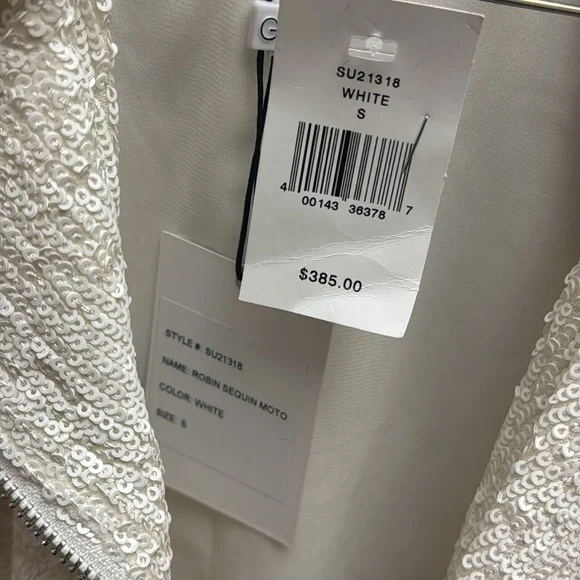 G
SU21318
WHITE
S
4 00143 36378 7
$385.00
STYLE #: SU21318
NAME: ROBIN SEQUIN MOTO
COLOR: WHITE
SIZE: S